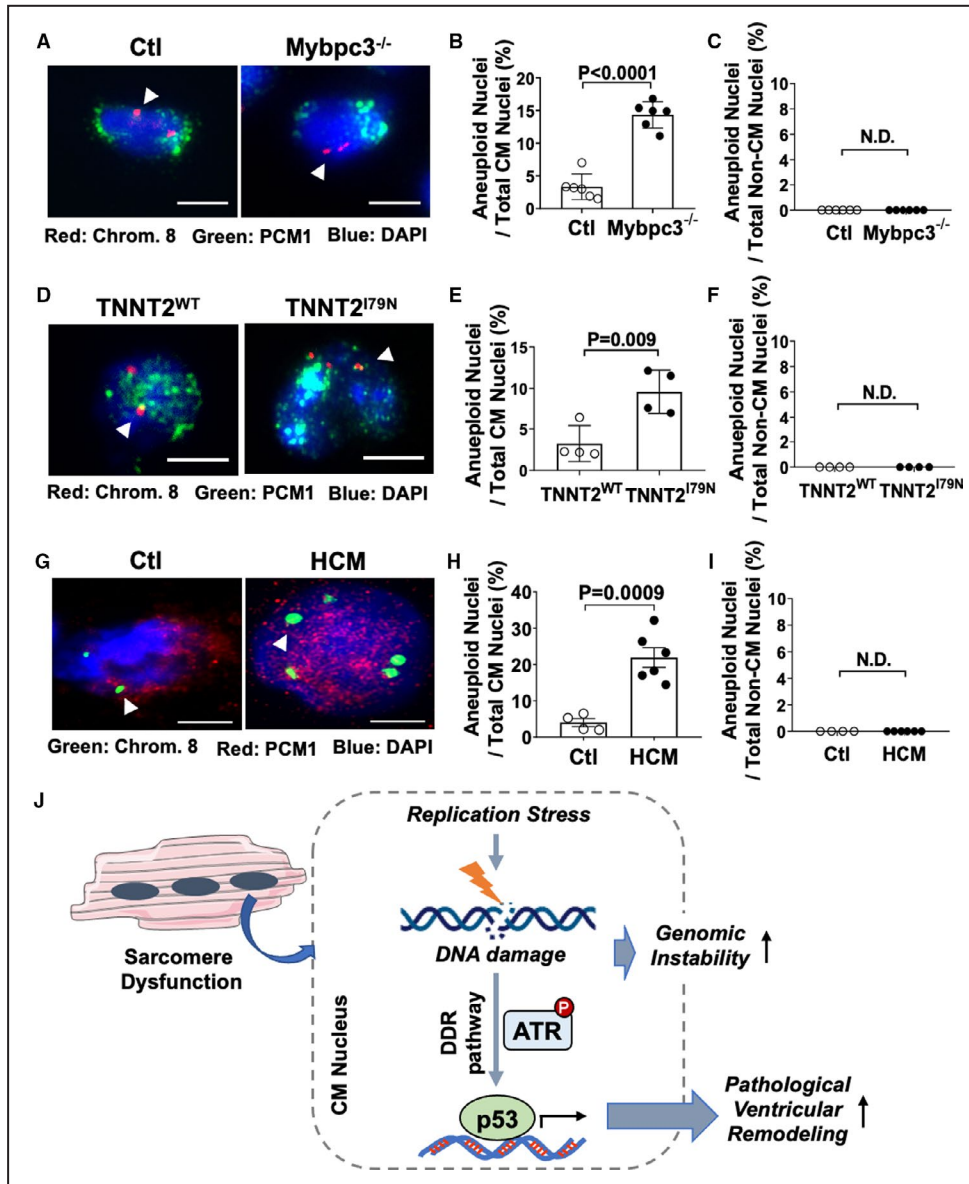 A
Ctl
Mybpc3-/-
Red: Chrom. 8 Green: PCM1 Blue: DAPI
B
Aneuploid Nuclei
/ Total CM Nuclei (%)
20
15
10
5
0
P<0.0001
Ctl Mybpc3-/-
C
Aneuploid Nuclei
/ Total Non-CM Nuclei (%)
10
8
6
4
2
0
N.D.
Ctl Mybpc3-/-
D
TNNT2WT
TNNT2I79N
Red: Chrom. 8 Green: PCM1 Blue: DAPI
E
Aneuploid Nuclei
/ Total CM Nuclei (%)
15
10
5
0
P=0.009
TNNT2WT TNNT2I79N
F
Anueploid Nuclei
/ Total Non-CM Nuclei (%)
10
8
6
4
2
0
N.D.
TNNT2WT TNNT2I79N
G
Ctl
HCM
Green: Chrom. 8 Red: PCM1 Blue: DAPI
H
Aneuploid Nuclei
/ Total CM Nuclei (%)
40
30
20
10
0
P=0.0009
Ctl HCM
I
Aneuploid Nuclei
/ Total Non-CM Nuclei (%)
10
8
6
4
2
0
N.D.
Ctl HCM
J
Sarcomere
Dysfunction
CM Nucleus
Replication Stress
DNA damage
Genomic
Instability
DDR
pathway
ATR
P
p53
Pathological
Ventricular
Remodeling